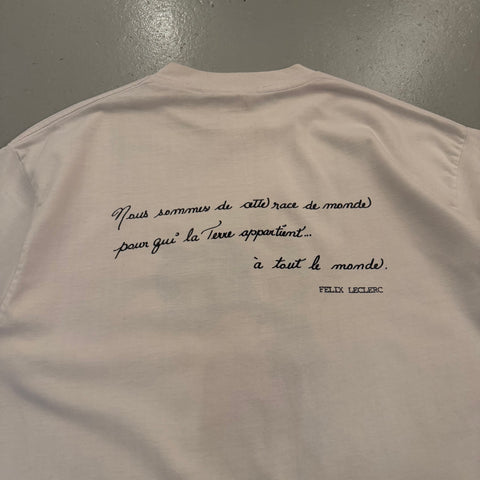 Nous sommes de cette race de monde
pour qui la Terre appartient...
à tout le monde.
FELIX LECLERC